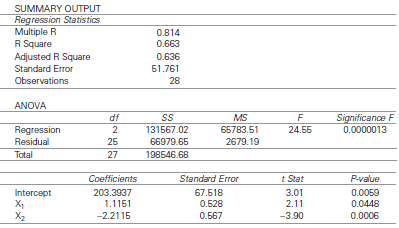 SUMMARY OUTPUT
Regression Statistics
Multiple R 0.814
R Square 0.663
Adjusted R Square 0.636
Standard Error 51.761
Observations 28
ANOVA
df SS MS F Significance F
Regression 2 131567.02 65783.51 24.55 0.0000013
Residual 25 66979.65 2679.19
Total 27 198546.68
Coefficients Standard Error t Stat P-value
Intercept 203.3937 67.518 3.01 0.0059
X₁ 1.1151 0.528 2.11 0.0448
X₂ −2.2115 0.567 −3.90 0.0006